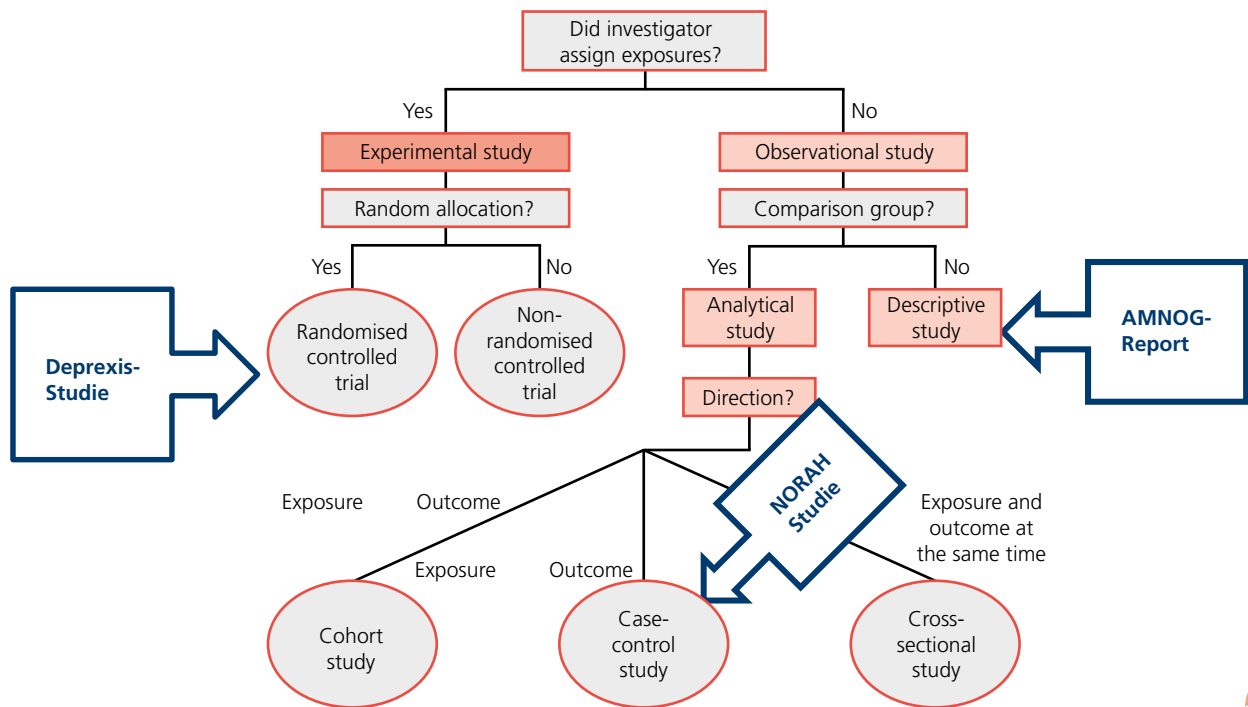 Did investigator
assign exposures?
Yes
No
Experimental study
Observational study
Random allocation?
Comparison group?
Yes
No
Yes
No
Deprexis-
Studie
Randomised
controlled
trial
Non-
randomised
controlled
trial
Analytical
study
Descriptive
study
AMNOG-
Report
Direction?
NORAH
Studie
Exposure
Outcome
Exposure and
outcome at
the same time
Exposure
Outcome
Cohort
study
Case-
control
study
Cross-
sectional
study